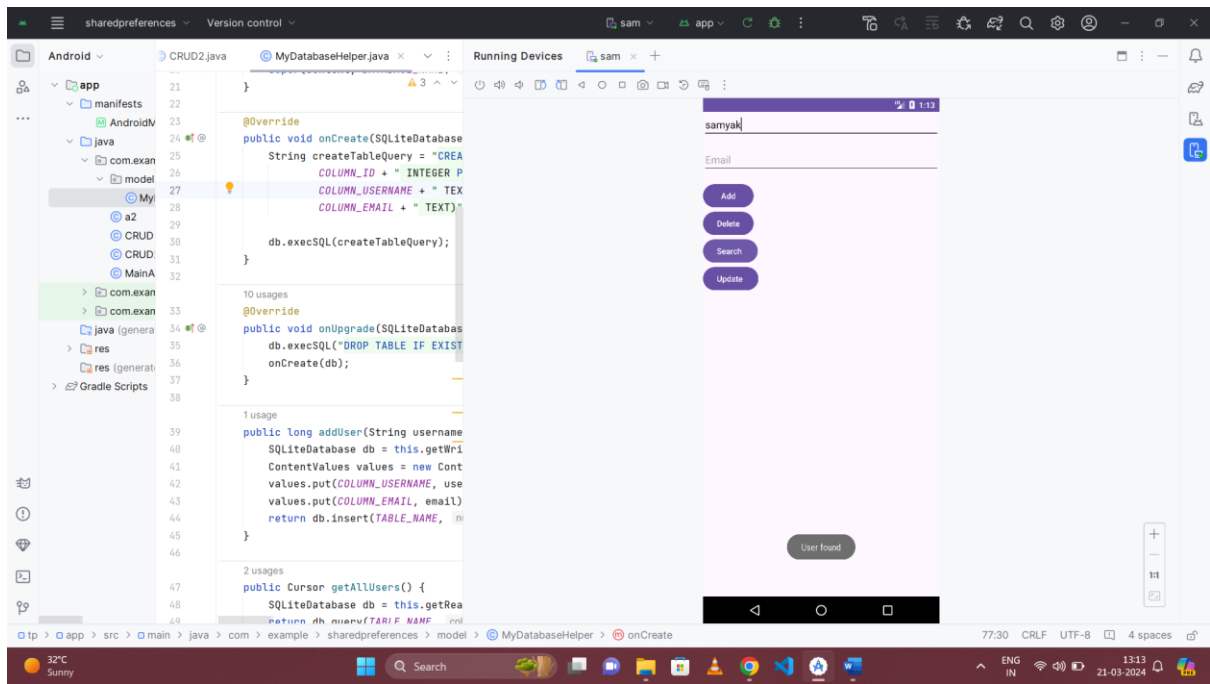 sharedpreferences Version control sam app
Android
CRUD2.java MyDatabaseHelper.java
Running Devices sam
app
manifests
AndroidM
java
com.exan
model
My
a2
CRUD
CRUD
MainA
com.exan
com.exan
java (genera
res
res (generat
Gradle Scripts
3
21 }
22
23 @Override
24 public void onCreate(SQLiteDatabase
25 String createTableQuery = "CREA
26 COLUMN_ID + " INTEGER P
27 COLUMN_USERNAME + " TEX
28 COLUMN_EMAIL + " TEXT)"
29
30 db.execSQL(createTableQuery);
31 }
32
10 usages
33 @Override
34 public void onUpgrade(SQLiteDatabas
35 db.execSQL("DROP TABLE IF EXIST
36 onCreate(db);
37 }
38
1 usage
39 public long addUser(String username
40 SQLiteDatabase db = this.getWri
41 ContentValues values = new Cont
42 values.put(COLUMN_USERNAME, use
43 values.put(COLUMN_EMAIL, email)
44 return db.insert(TABLE_NAME,
45 }
46
2 usages
47 public Cursor getAllUsers() {
48 SQLiteDatabase db = this.getRea
49 return db.query(TABLE_NAME
1:13
samyak
Email
Add
Delete
Search
Update
User found
1:1
tp > app > src > main > java > com > example > sharedpreferences > model > MyDatabaseHelper > onCreate
77:30 CRLF UTF-8 4 spaces
32°C
Sunny
Search
ENG
IN
13:13
21-03-2024